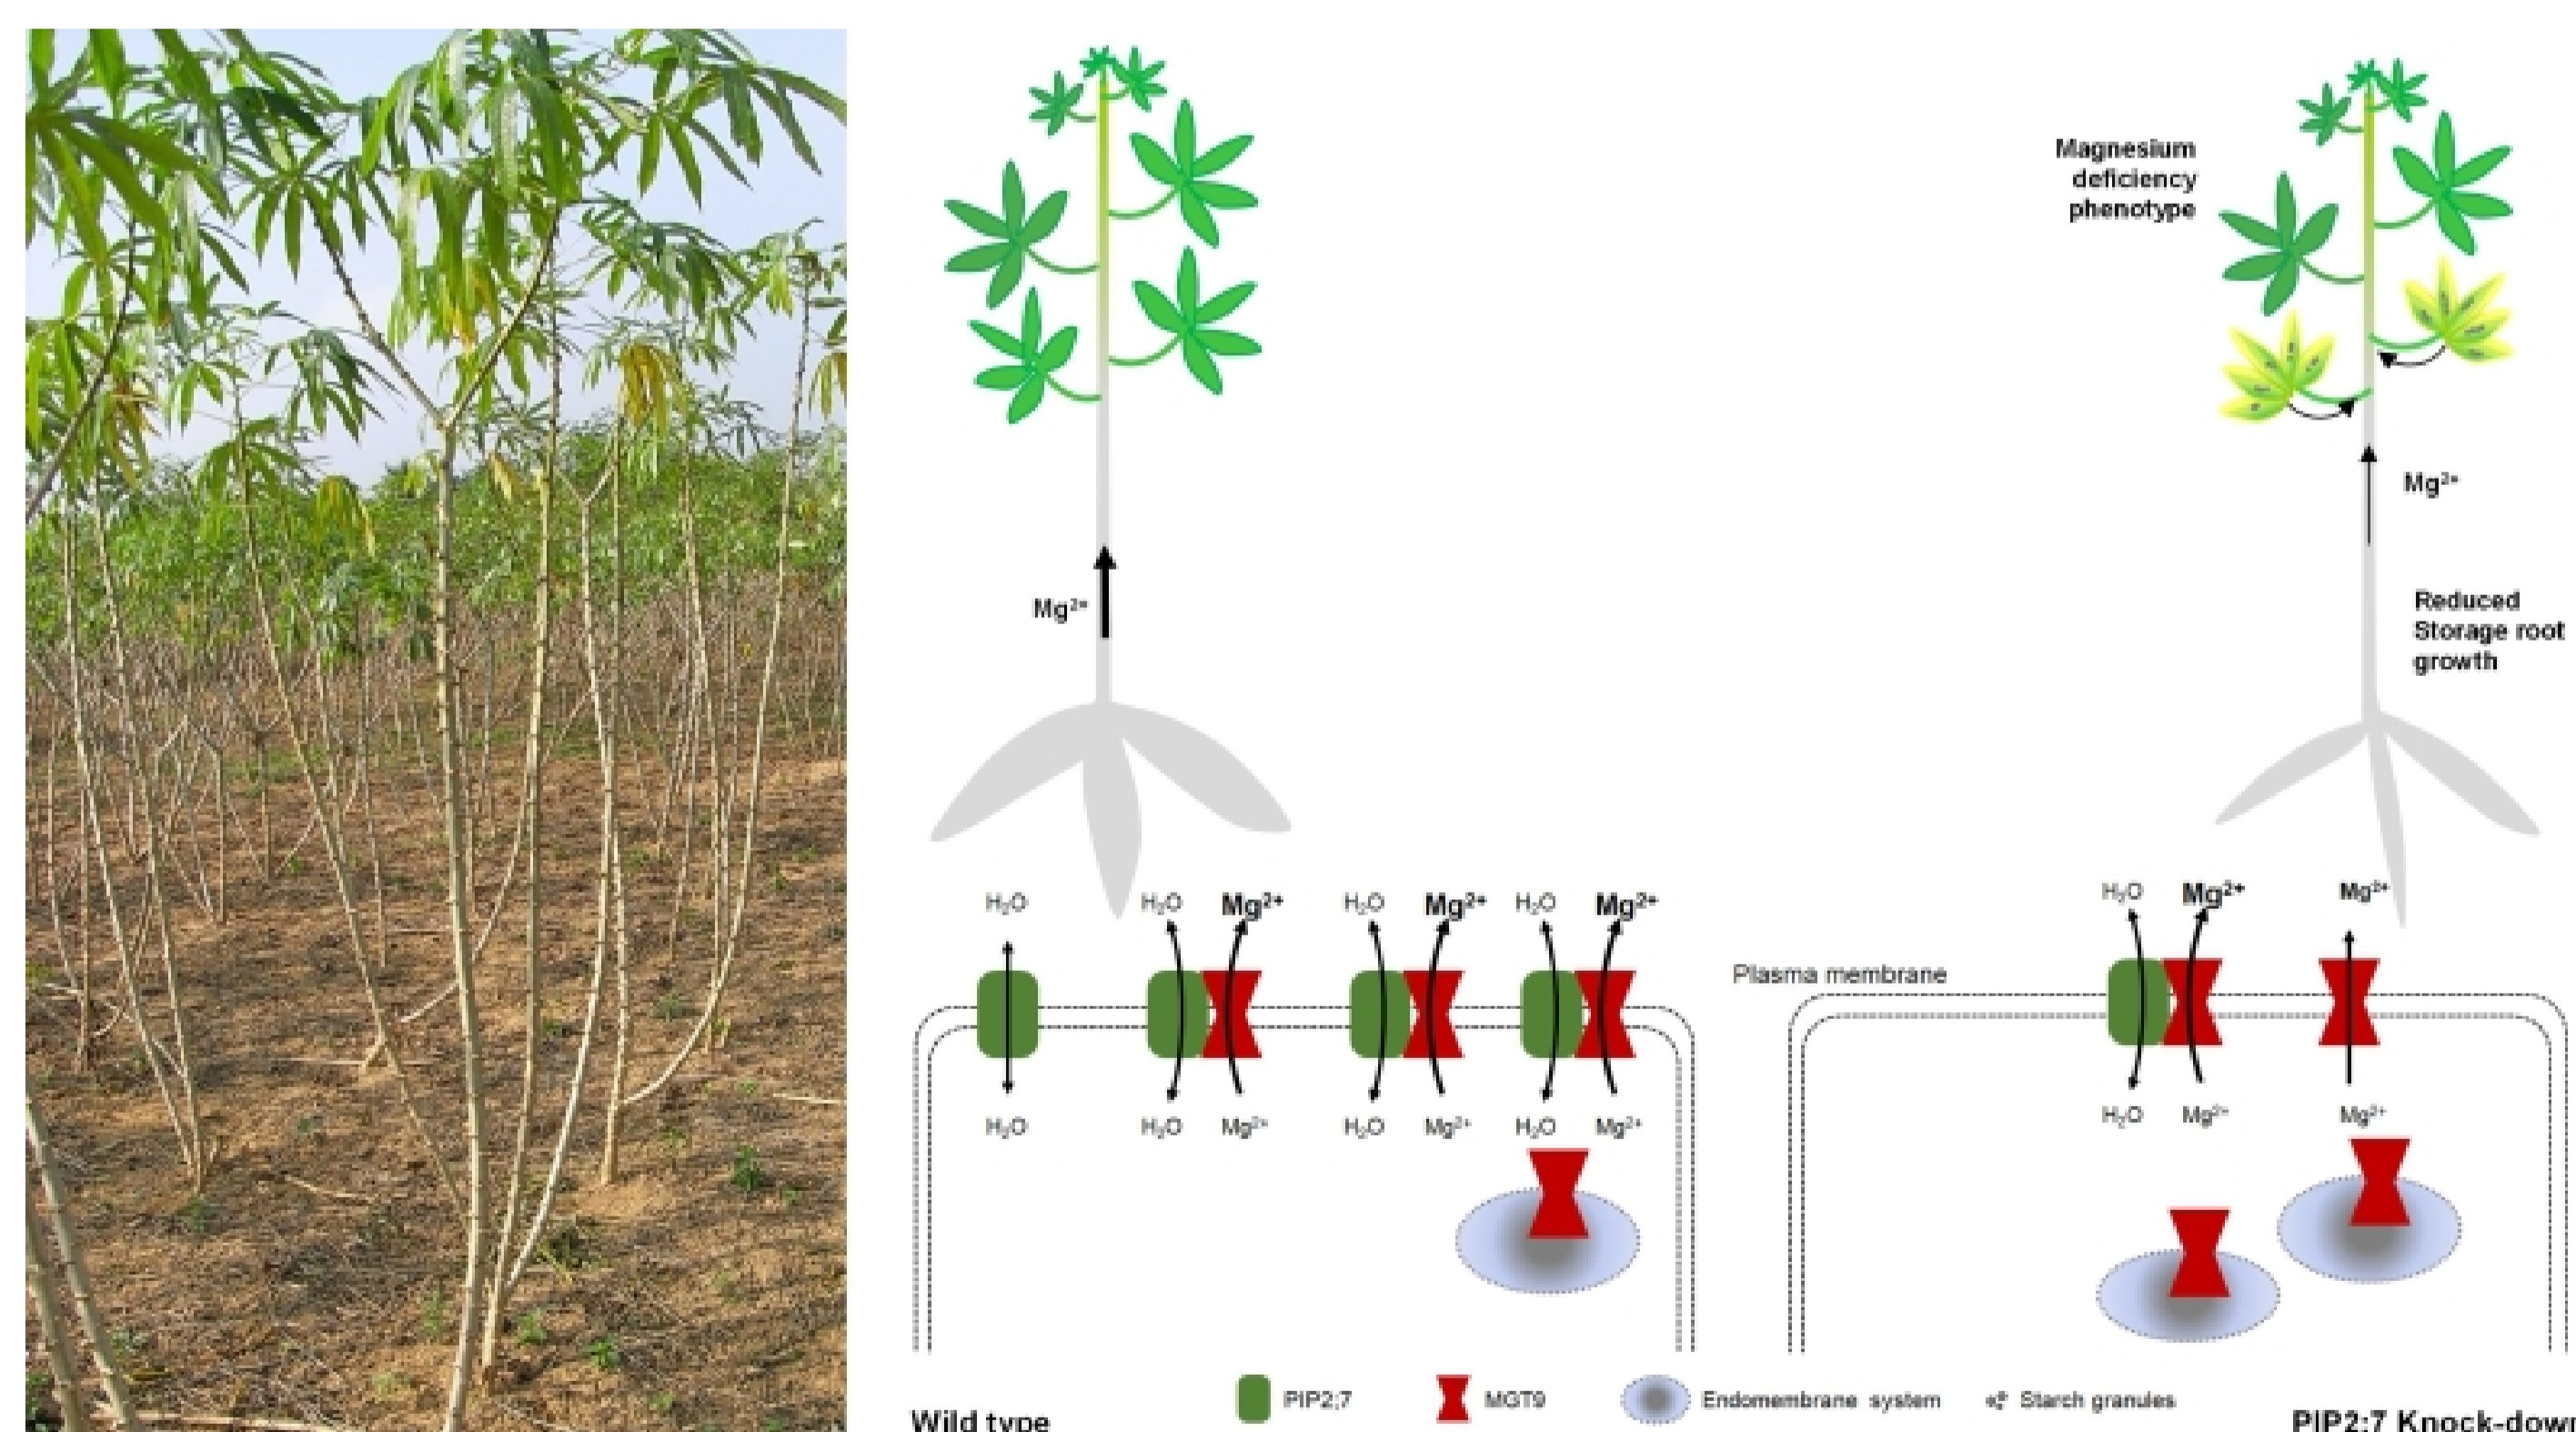 Magnesium
deficiency
phenotype
Mg²⁺
Mg²⁺
Reduced
Storage root
growth
H₂O H₂O Mg²⁺ H₂O Mg²⁺ H₂O Mg²⁺
H₂O Mg²⁺ Mg²⁺
Plasma membrane
H₂O H₂O Mg²⁺ H₂O Mg²⁺ H₂O Mg²⁺
H₂O Mg²⁺ Mg²⁺
PIP2;7 MGT9 Endomembrane system Starch granules
Wild type
PIP2;7 Knock-down